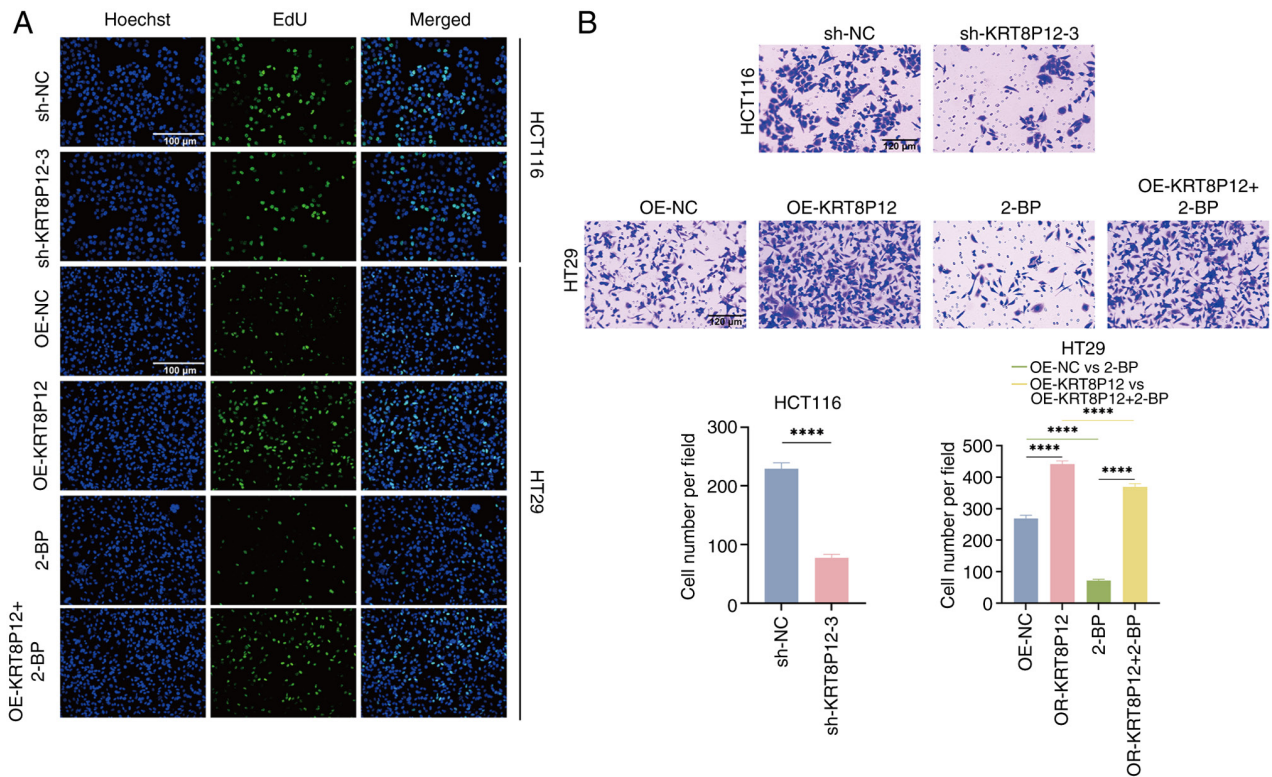 A
Hoechst
EdU
Merged
sh-NC
100 μm
sh-KRT8P12-3
HCT116
OE-NC
100 μm
OE-KRT8P12
2-BP
OE-KRT8P12+
2-BP
HT29
B
sh-NC
sh-KRT8P12-3
HCT116
120 μm
OE-NC
OE-KRT8P12
2-BP
OE-KRT8P12+
2-BP
HT29
120 μm
HCT116
****
Cell number per field
300
200
100
0
sh-NC
sh-KRT8P12-3
HT29
OE-NC vs 2-BP
OE-KRT8P12 vs
OE-KRT8P12+2-BP
****
****
****
****
Cell number per field
500
400
300
200
100
0
OE-NC
OR-KRT8P12
2-BP
OR-KRT8P12+2-BP